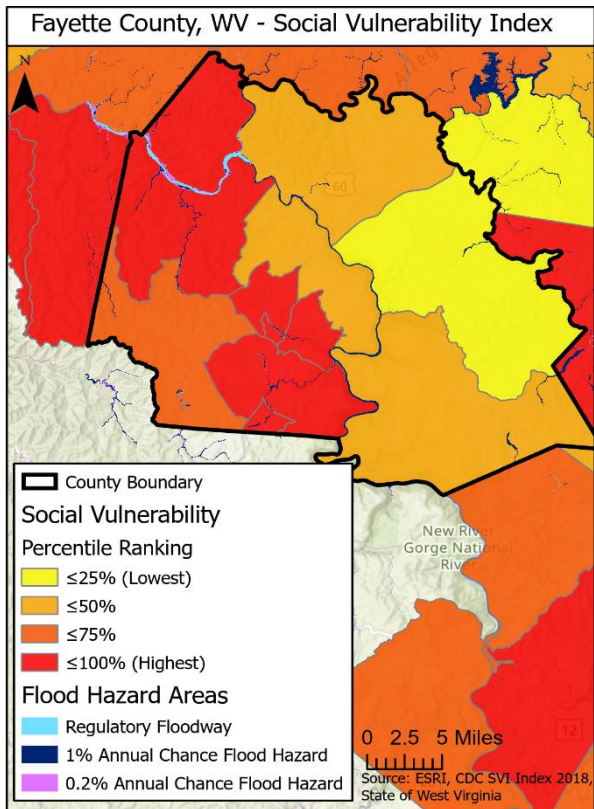 Fayette County, WV - Social Vulnerability Index
N
Alleg
60
County Boundary
Social Vulnerability
Percentile Ranking
≤25% (Lowest)
≤50%
≤75%
≤100% (Highest)
Flood Hazard Areas
Regulatory Floodway
1% Annual Chance Flood Hazard
0.2% Annual Chance Flood Hazard
New River
Gorge National
River
12
0 2.5 5 Miles
Source: ESRI, CDC SVI Index 2018,
State of West Virginia